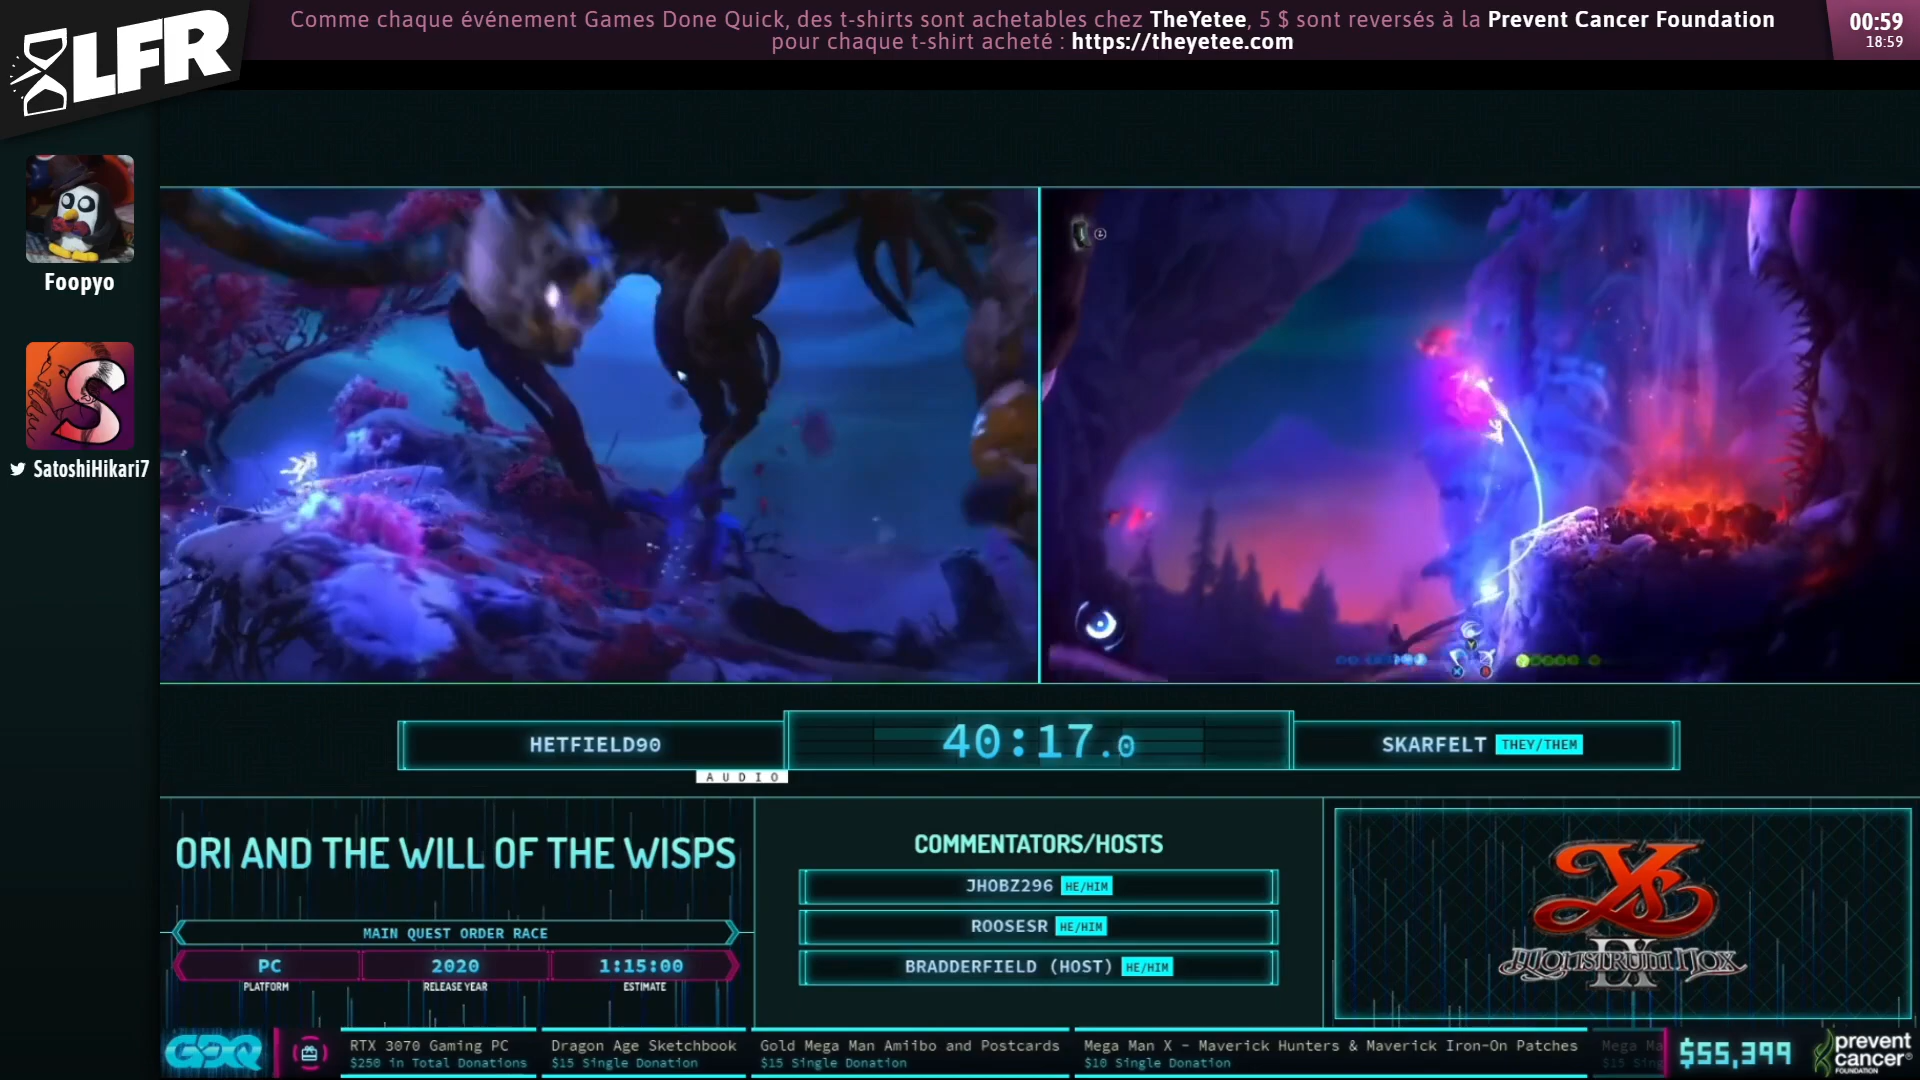 LFR
Comme chaque événement Games Done Quick, des t-shirts sont achetables chez TheYetee, 5 $ sont reversés à la Prevent Cancer Foundation
pour chaque t-shirt acheté : https://theyetee.com
00:59
18:59
Foopyo
S
SatoshiHikari7
HETFIELD90
40:17.0
SKARFELT THEY/THEM
AUDIO
ORI AND THE WILL OF THE WISPS
MAIN QUEST ORDER RACE
PC
2020
1:15:00
PLATFORM
RELEASE YEAR
ESTIMATE
COMMENTATORS/HOSTS
JHOBZ296 HE/HIM
ROOSESR HE/HIM
BRADDERFIELD (HOST) HE/HIM
YS
IX
MONSTRUM NOX
GDQ
RTX 3070 Gaming PC
$250 in Total Donations
Dragon Age Sketchbook
$15 Single Donation
Gold Mega Man Amiibo and Postcards
$15 Single Donation
Mega Man X - Maverick Hunters & Maverick Iron-On Patches
$10 Single Donation
Mega Ma
$15 Sing
$55,399
prevent
cancer
FOUNDATION